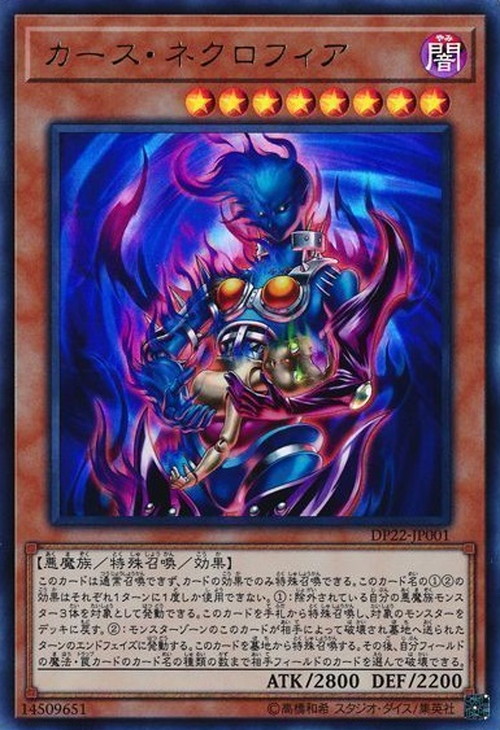 カース・ネクロフィア
闇
DP22-JP001
【悪魔族／特殊召喚／効果】
このカードは通常召喚できず、カードの効果でのみ特殊召喚できる。このカード名の①②の
効果はそれぞれ1ターンに1度しか使用できない。①：除外されている自分の悪魔族モン
スター3体を対象として発動できる。このカードを手札から特殊召喚し、対象のモンスターを
デッキに戻す。②：モンスターゾーンのこのカードが相手によって破壊され墓地へ送られた
ターンのエンドフェイズに発動する。このカードを墓地から特殊召喚する。その後、自分フィールド
の魔法・罠カードのカード名の種類の数まで相手フィールドのカードを選んで破壊できる。
ATK/2800 DEF/2200
14509651
©高橋和希 スタジオ・ダイス/集英社